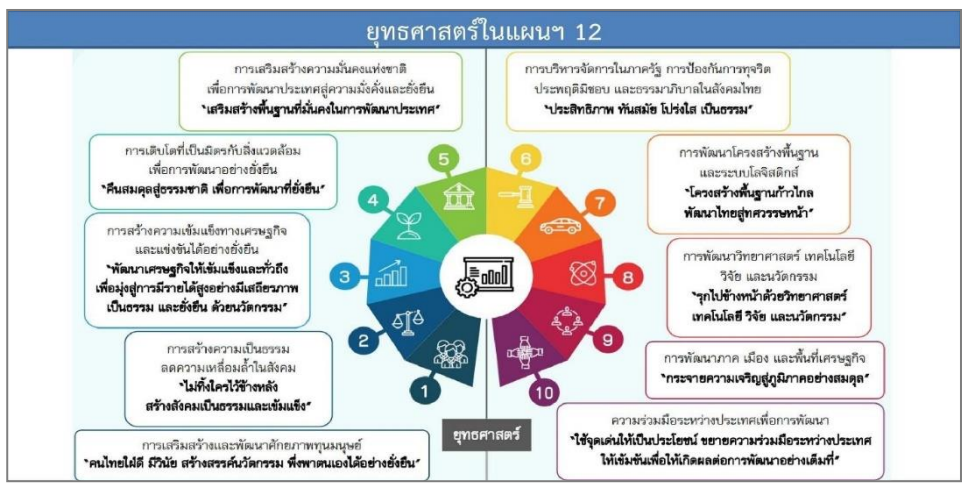 ยุทธศาสตร์ในแผนฯ 12
การเสริมสร้างความมั่นคงแห่งชาติ
เพื่อการพัฒนาประเทศสู่ความมั่งคั่งและยั่งยืน
“เสริมสร้างพื้นฐานที่มั่นคงในการพัฒนาประเทศ”
การบริหารจัดการในภาครัฐ การป้องกันการทุจริต
ประพฤติมิชอบ และธรรมาภิบาลในสังคมไทย
“ประสิทธิภาพ ทันสมัย โปร่งใส เป็นธรรม”
การเติบโตที่เป็นมิตรกับสิ่งแวดล้อม
เพื่อการพัฒนาอย่างยั่งยืน
“คืนสมดุลสู่ธรรมชาติ เพื่อการพัฒนาที่ยั่งยืน”
การพัฒนาโครงสร้างพื้นฐาน
และระบบโลจิสติกส์
“โครงสร้างพื้นฐานก้าวไกล
พัฒนาไทยสู่ทศวรรษหน้า”
การสร้างความเข้มแข็งทางเศรษฐกิจ
และแข่งขันได้อย่างยั่งยืน
“พัฒนาเศรษฐกิจให้เข้มแข็งและทั่วถึง
เพื่อมุ่งสู่การมีรายได้สูงอย่างมีเสถียรภาพ
เป็นธรรม และยั่งยืน ด้วยนวัตกรรม”
การพัฒนาวิทยาศาสตร์ เทคโนโลยี
วิจัย และนวัตกรรม
“รุกไปข้างหน้าด้วยวิทยาศาสตร์
เทคโนโลยี วิจัย และนวัตกรรม”
การสร้างความเป็นธรรม
ลดความเหลื่อมล้ำในสังคม
“ไม่ทิ้งใครไว้ข้างหลัง
สร้างสังคมเป็นธรรมและเข้มแข็ง”
การพัฒนาภาค เมือง และพื้นที่เศรษฐกิจ
“กระจายความเจริญสู่ภูมิภาคอย่างสมดุล”
การเสริมสร้างและพัฒนาศักยภาพทุนมนุษย์
“คนไทยใฝ่ดี มีวินัย สร้างสรรค์นวัตกรรม พึ่งพาตนเองได้อย่างยั่งยืน”
ความร่วมมือระหว่างประเทศเพื่อการพัฒนา
“ใช้จุดเด่นให้เป็นประโยชน์ ขยายความร่วมมือระหว่างประเทศ
ให้เข้มข้นเพื่อให้เกิดผลต่อการพัฒนาอย่างเต็มที่”
5
6
4
7
3
8
2
9
1
10
ยุทธศาสตร์